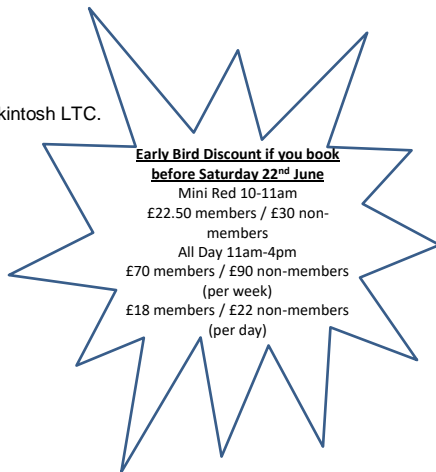 kintosh LTC.
Early Bird Discount if you book
before Saturday 22nd June
Mini Red 10-11am
£22.50 members / £30 non-
members
All Day 11am-4pm
£70 members / £90 non-members
(per week)
£18 members / £22 non-members
(per day)